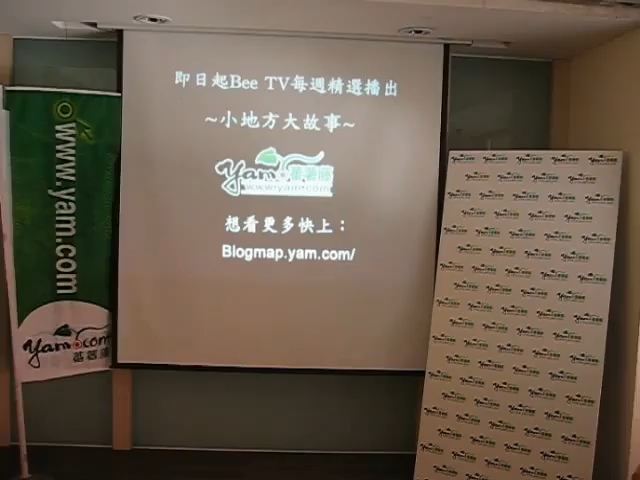 即日起Bee TV每週精選播出
~小地方大故事~
yam 蕃薯藤
www.yam.com
想看更多快上：
Blogmap.yam.com/
www.yam.com
yam.com
蕃薯藤